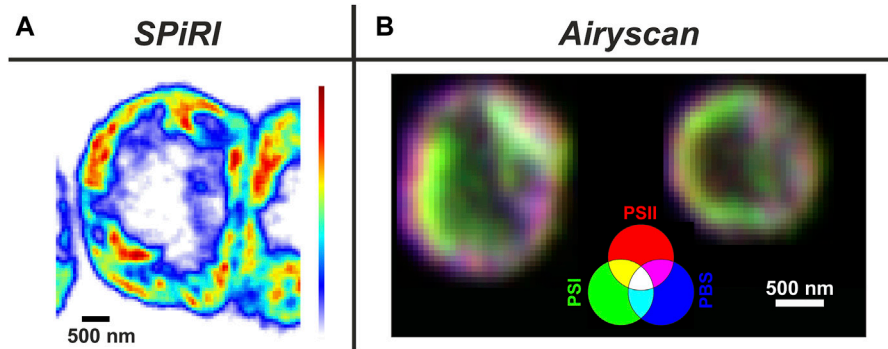 A
SPiRI
B
Airyscan
500 nm
PSII
PSI
PBS
500 nm